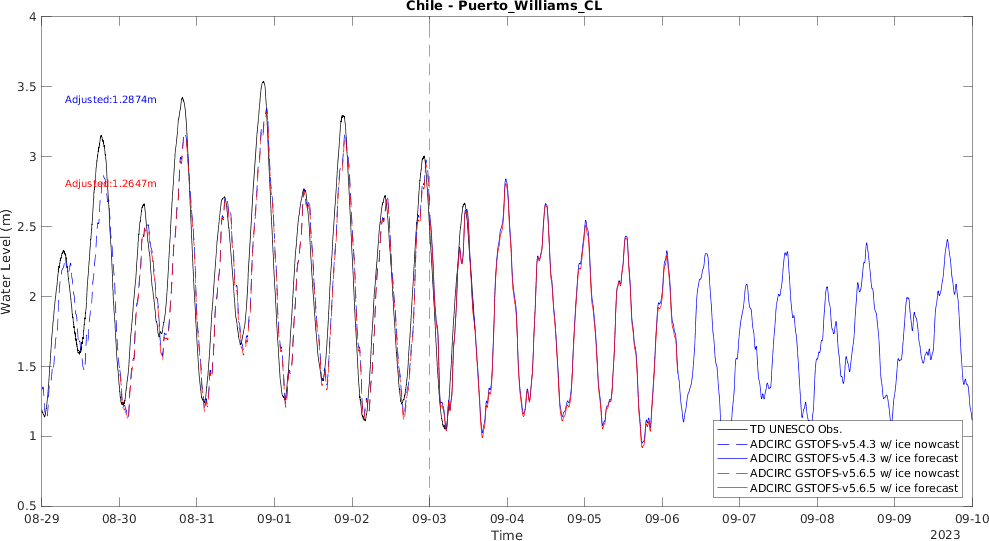 Chile - Puerto_Williams_CL
4
3.5
3
2.5
2
1.5
1
0.5
Water Level (m)
Adjusted:1.2874m
Adjusted:1.2647m
TD UNESCO Obs.
ADCIRC GSTOFS-v5.4.3 w/ ice nowcast
ADCIRC GSTOFS-v5.4.3 w/ ice forecast
ADCIRC GSTOFS-v5.6.5 w/ ice nowcast
ADCIRC GSTOFS-v5.6.5 w/ ice forecast
08-29 08-30 08-31 09-01 09-02 09-03 09-04 09-05 09-06 09-07 09-08 09-09 09-10
Time
2023